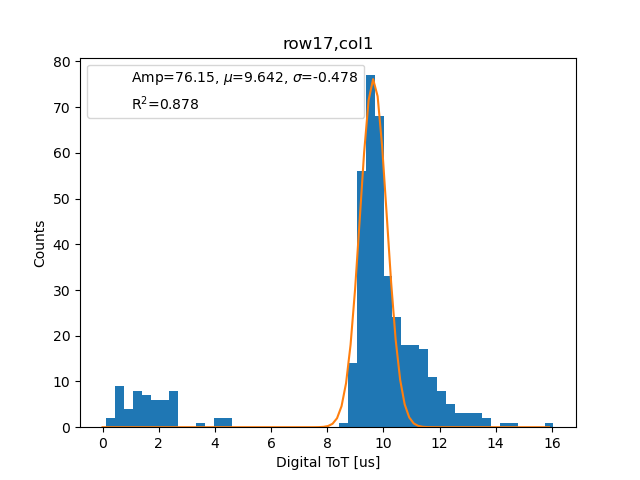 row17,col1
Amp=76.15, μ=9.642, σ=-0.478
R²=0.878
80
70
60
50
40
30
20
10
0
Counts
0 2 4 6 8 10 12 14 16
Digital ToT [us]